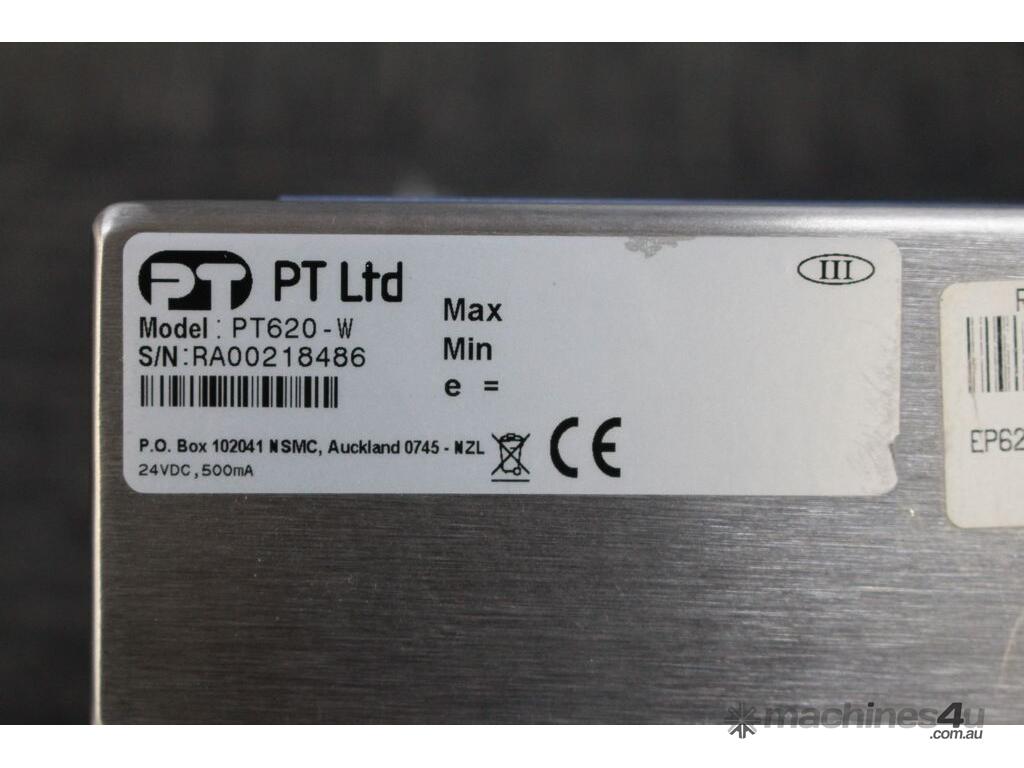 PT PT Ltd
Model : PT620-W
S/N:RA00218486
Max
Min
e =
III
P.O. Box 102041 NSMC, Auckland 0745 - NZL
24VDC, 500mA
CE
EP62
machines4u
.com.au